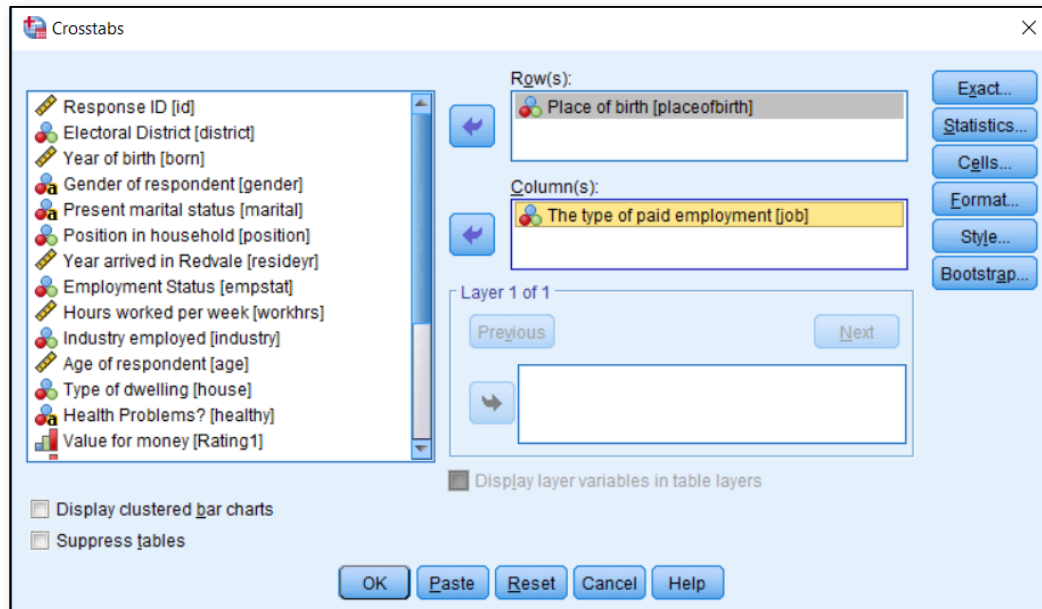 Crosstabs
Response ID [id]
Electoral District [district]
Year of birth [born]
Gender of respondent [gender]
Present marital status [marital]
Position in household [position]
Year arrived in Redvale [resideyr]
Employment Status [empstat]
Hours worked per week [workhrs]
Industry employed [industry]
Age of respondent [age]
Type of dwelling [house]
Health Problems? [healthy]
Value for money [Rating1]
Row(s):
Place of birth [placeofbirth]
Column(s):
The type of paid employment [job]
Layer 1 of 1
Previous
Next
Display layer variables in table layers
Exact...
Statistics...
Cells...
Format...
Style...
Bootstrap...
Display clustered bar charts
Suppress tables
OK Paste Reset Cancel Help